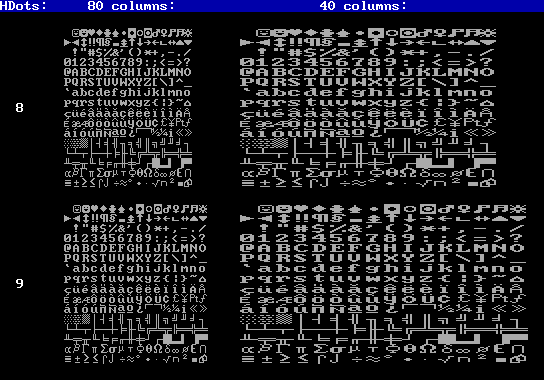 HDots: 80 columns: 40 columns:
8
☺☻♥♦♣♠•◘○◙♂♀♪♫☼ ☺☻♥♦♣♠•◘○◙♂♀♪♫☼
►◄↕‼¶§▬↨↑↓→←∟↔▲▼ ►◄↕‼¶§▬↨↑↓→←∟↔▲▼
!"#$%&'()*+,-./ !"#$%&'()*+,-./
0123456789:;<=>? 0123456789:;<=>?
@ABCDEFGHIJKLMNO @ABCDEFGHIJKLMNO
PQRSTUVWXYZ[\]^_ PQRSTUVWXYZ[\]^_
`abcdefghijklmno `abcdefghijklmno
pqrstuvwxyz{|}~⌂ pqrstuvwxyz{|}~⌂
ÇüéâäàåçêëèïîìÄÅ ÇüéâäàåçêëèïîìÄÅ
ÉæÆôöòûùÿÖÜ¢£¥₧ƒ ÉæÆôöòûùÿÖÜ¢£¥₧ƒ
áíóúñÑªº¿⌐¬½¼¡«» áíóúñÑªº¿⌐¬½¼¡«»
αßΓπΣσµτΦΘΩδ∞φε∩ αßΓπΣσµτΦΘΩδ∞φε∩
≡±≥≤⌠⌡÷≈°∙·√ⁿ²■ ≡±≥≤⌠⌡÷≈°∙·√ⁿ²■
9
☺☻♥♦♣♠•◘○◙♂♀♪♫☼ ☺☻♥♦♣♠•◘○◙♂♀♪♫☼
►◄↕‼¶§▬↨↑↓→←∟↔▲▼ ►◄↕‼¶§▬↨↑↓→←∟↔▲▼
!"#$%&'()*+,-./ !"#$%&'()*+,-./
0123456789:;<=>? 0123456789:;<=>?
@ABCDEFGHIJKLMNO @ABCDEFGHIJKLMNO
PQRSTUVWXYZ[\]^_ PQRSTUVWXYZ[\]^_
`abcdefghijklmno `abcdefghijklmno
pqrstuvwxyz{|}~⌂ pqrstuvwxyz{|}~⌂
ÇüéâäàåçêëèïîìÄÅ ÇüéâäàåçêëèïîìÄÅ
ÉæÆôöòûùÿÖÜ¢£¥₧ƒ ÉæÆôöòûùÿÖÜ¢£¥₧ƒ
áíóúñÑªº¿⌐¬½¼¡«» áíóúñÑªº¿⌐¬½¼¡«»
αßΓπΣσµτΦΘΩδ∞φε∩ αßΓπΣσµτΦΘΩδ∞φε∩
≡±≥≤⌠⌡÷≈°∙·√ⁿ²■ ≡±≥≤⌠⌡÷≈°∙·√ⁿ²■